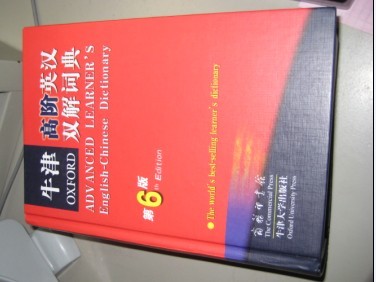 牛津
高阶英汉
双解词典
OXFORD
ADVANCED LEARNER'S
English-Chinese Dictionary
第6版
th Edition
The world's best-selling learner's dictionary
商务印书馆
The Commercial Press
牛津大学出版社
Oxford University Press